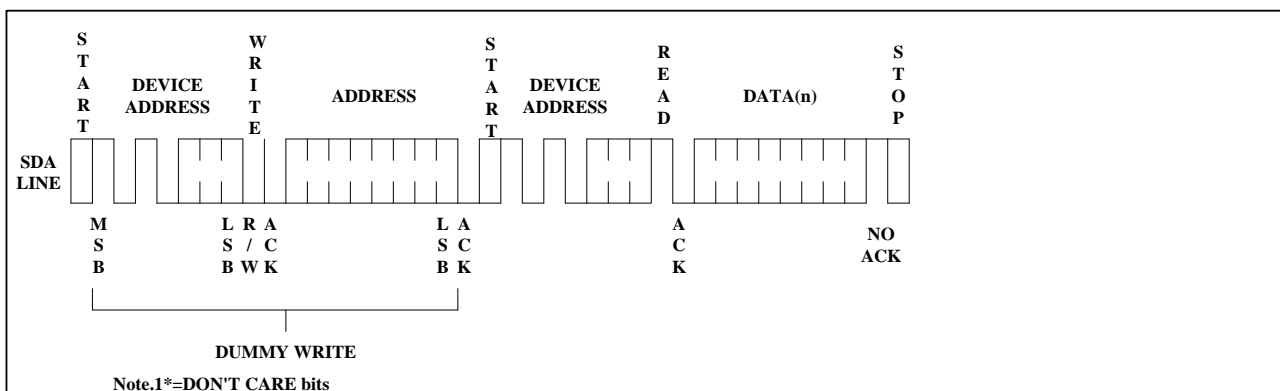 START
WRITE
START
READ
STOP
DEVICE
ADDRESS
ADDRESS
DEVICE
ADDRESS
DATA(n)
SDA
LINE
MSB
LSB
R/W
ACK
LSB
ACK
ACK
NO
ACK
DUMMY WRITE
Note.1*=DON'T CARE bits